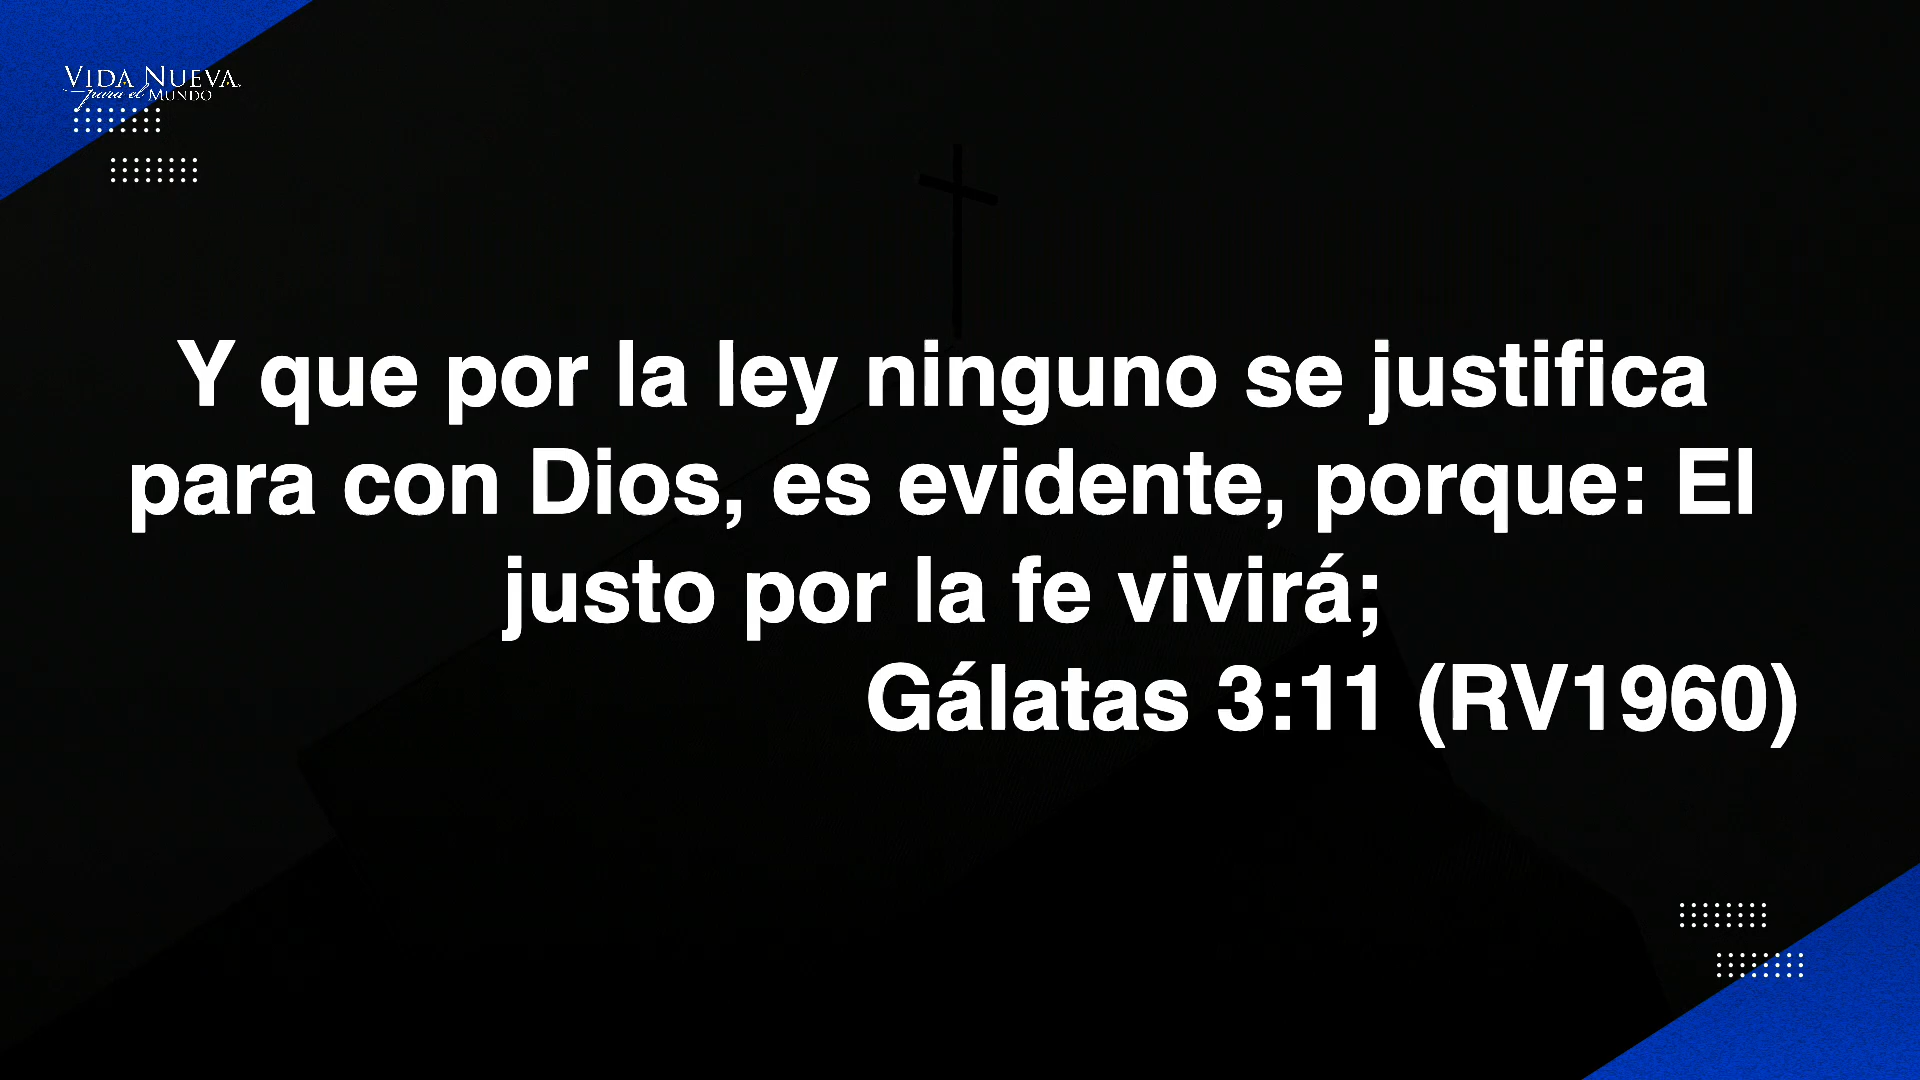 VIDA NUEVA
para el MUNDO
Y que por la ley ninguno se justifica
para con Dios, es evidente, porque: El
justo por la fe vivirá;
Gálatas 3:11 (RV1960)